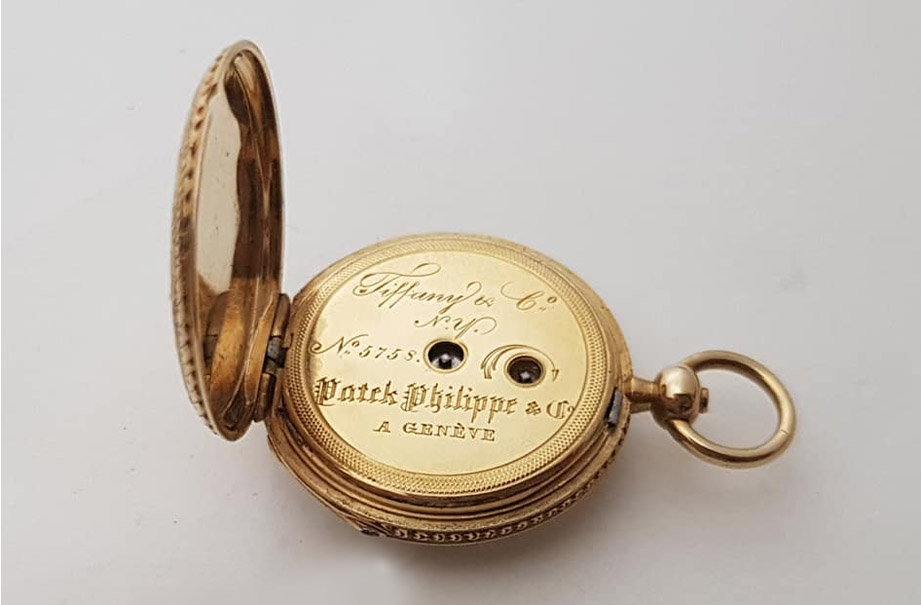 Tiffany & Co.
N.Y.
No. 5758.
Patek Philippe & Co
A GENÈVE